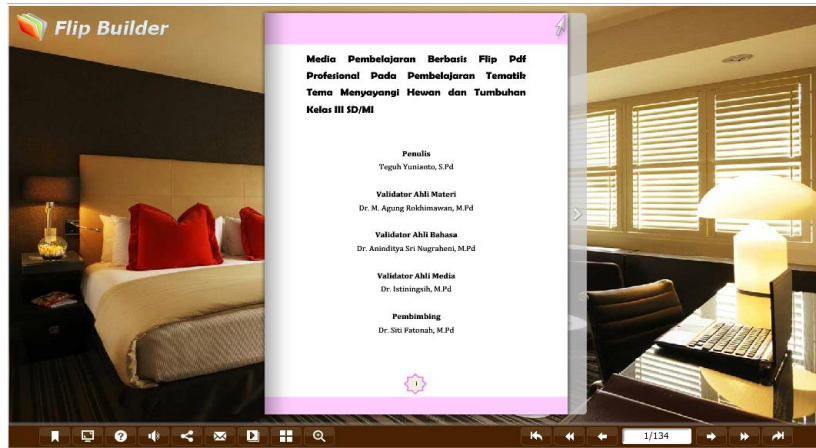 Flip Builder
Media Pembelajaran Berbasis Flip Pdf
Profesional Pada Pembelajaran Tematik
Tema Menyayangi Hewan dan Tumbuhan
Kelas III SD/MI
Penulis
Teguh Yunianto, S.Pd
Validator Ahli Materi
Dr. M. Agung Rokhimawan, M.Pd
Validator Ahli Bahasa
Dr. Aninditya Sri Nugraheni, M.Pd
Validator Ahli Media
Dr. Istiningsih, M.Pd
Pembimbing
Dr. Siti Fatonah, M.Pd
i
1/134